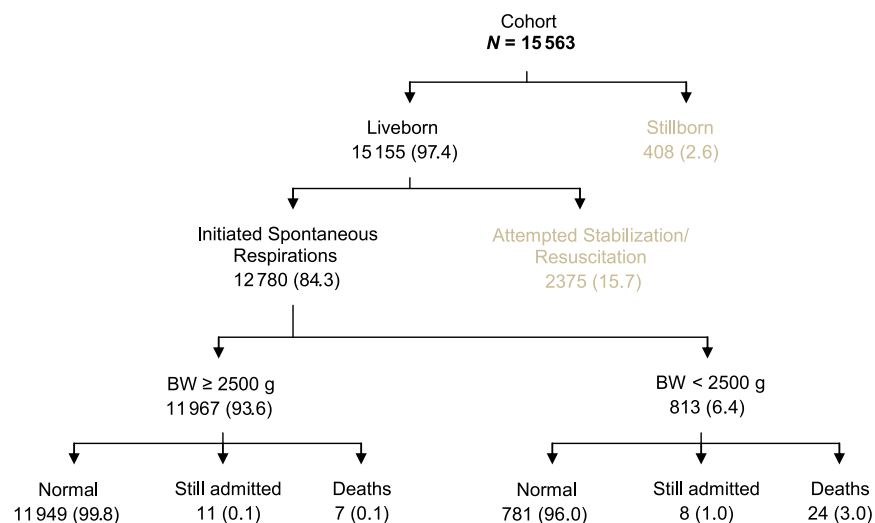 Cohort
N = 15 563
Liveborn
15 155 (97.4)
Stillborn
408 (2.6)
Initiated Spontaneous
Respirations
12 780 (84.3)
Attempted Stabilization/
Resuscitation
2375 (15.7)
BW ≥ 2500 g
11 967 (93.6)
BW < 2500 g
813 (6.4)
Normal
11 949 (99.8)
Still admitted
11 (0.1)
Deaths
7 (0.1)
Normal
781 (96.0)
Still admitted
8 (1.0)
Deaths
24 (3.0)